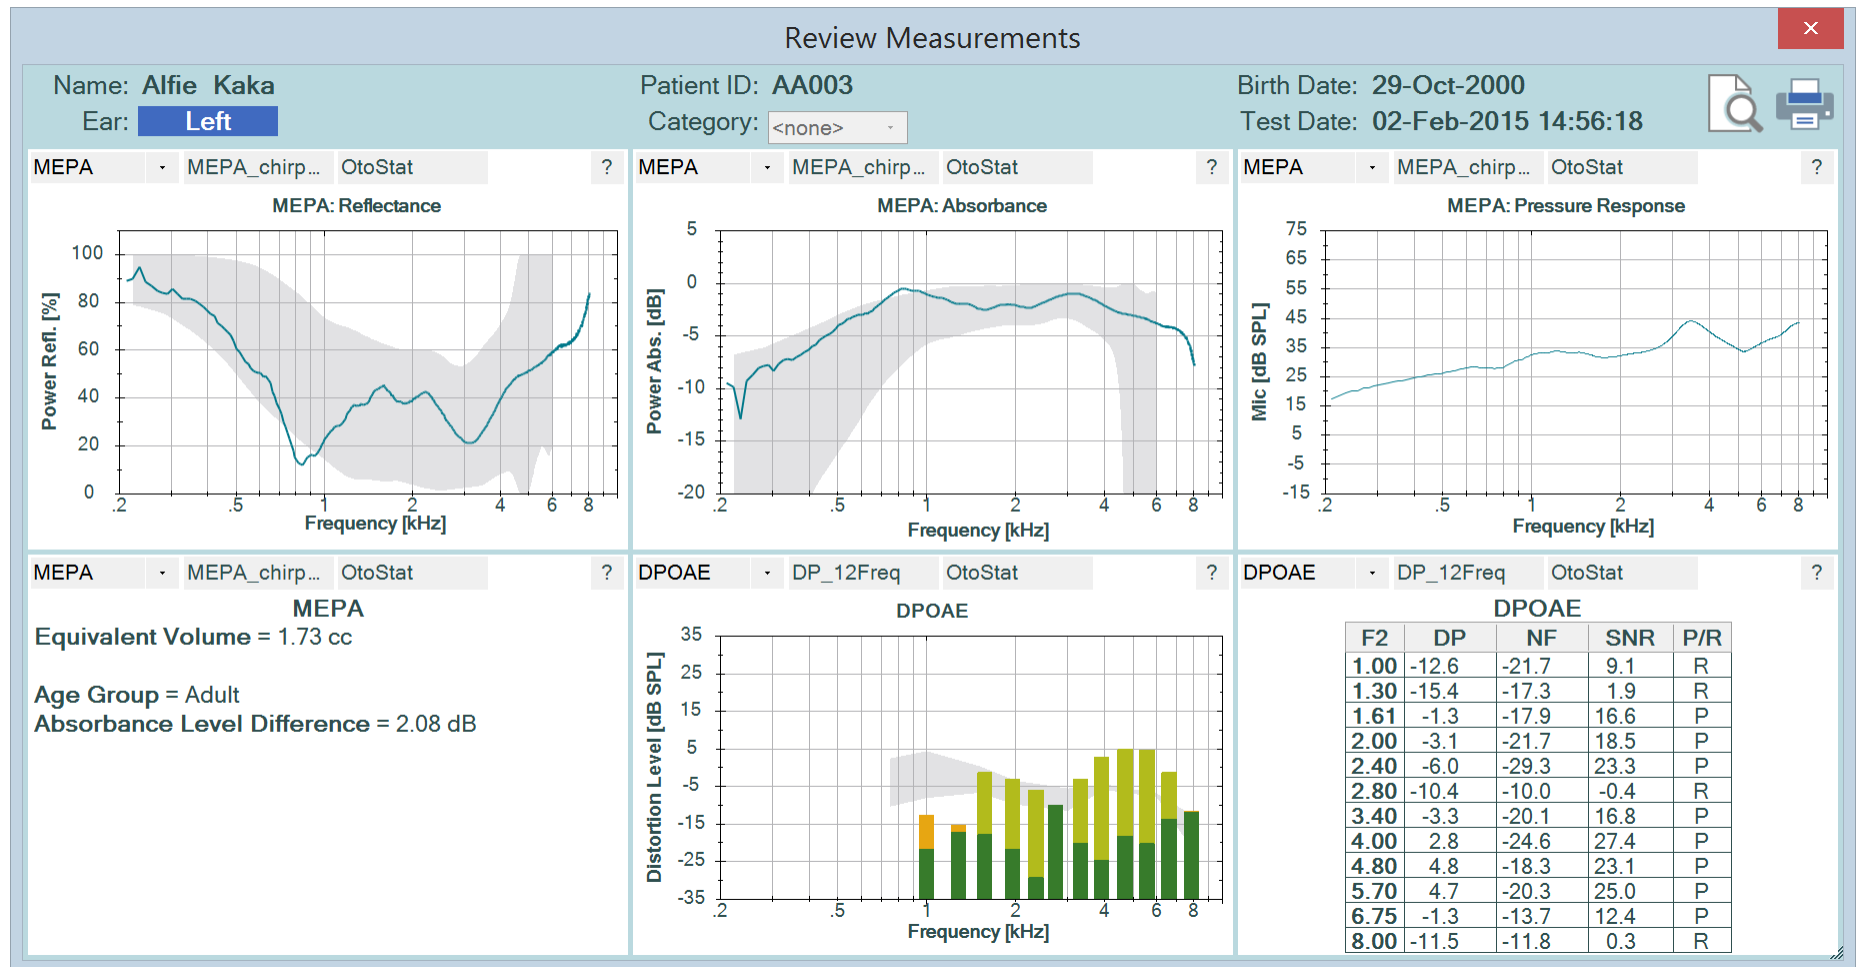 Review Measurements
Name: Alfie Kaka
Patient ID: AA003
Birth Date: 29-Oct-2000
Ear: Left
Category: <none>
Test Date: 02-Feb-2015 14:56:18
MEPA MEPA_chirp... OtoStat ?
MEPA: Reflectance
Power Refl. [%]
100
80
60
40
20
0
.2 .5 1 2 4 6 8
Frequency [kHz]
MEPA MEPA_chirp... OtoStat ?
MEPA: Absorbance
Power Abs. [dB]
5
0
-5
-10
-15
-20
.2 .5 1 2 4 6 8
Frequency [kHz]
MEPA MEPA_chirp... OtoStat ?
MEPA: Pressure Response
Mic [dB SPL]
75
65
55
45
35
25
15
5
-5
-15
.2 .5 1 2 4 6 8
Frequency [kHz]
MEPA MEPA_chirp... OtoStat ?
MEPA
Equivalent Volume = 1.73 cc
Age Group = Adult
Absorbance Level Difference = 2.08 dB
DPOAE DP_12Freq OtoStat ?
DPOAE
Distortion Level [dB SPL]
35
25
15
5
-5
-15
-25
-35
.2 .5 1 2 4 6 8
Frequency [kHz]
DPOAE DP_12Freq OtoStat ?
DPOAE
F2 DP NF SNR P/R
1.00 -12.6 -21.7 9.1 R
1.30 -15.4 -17.3 1.9 R
1.61 -1.3 -17.9 16.6 P
2.00 -3.1 -21.7 18.5 P
2.40 -6.0 -29.3 23.3 P
2.80 -10.4 -10.0 -0.4 R
3.40 -3.3 -20.1 16.8 P
4.00 2.8 -24.6 27.4 P
4.80 4.8 -18.3 23.1 P
5.70 4.7 -20.3 25.0 P
6.75 -1.3 -13.7 12.4 P
8.00 -11.5 -11.8 0.3 R